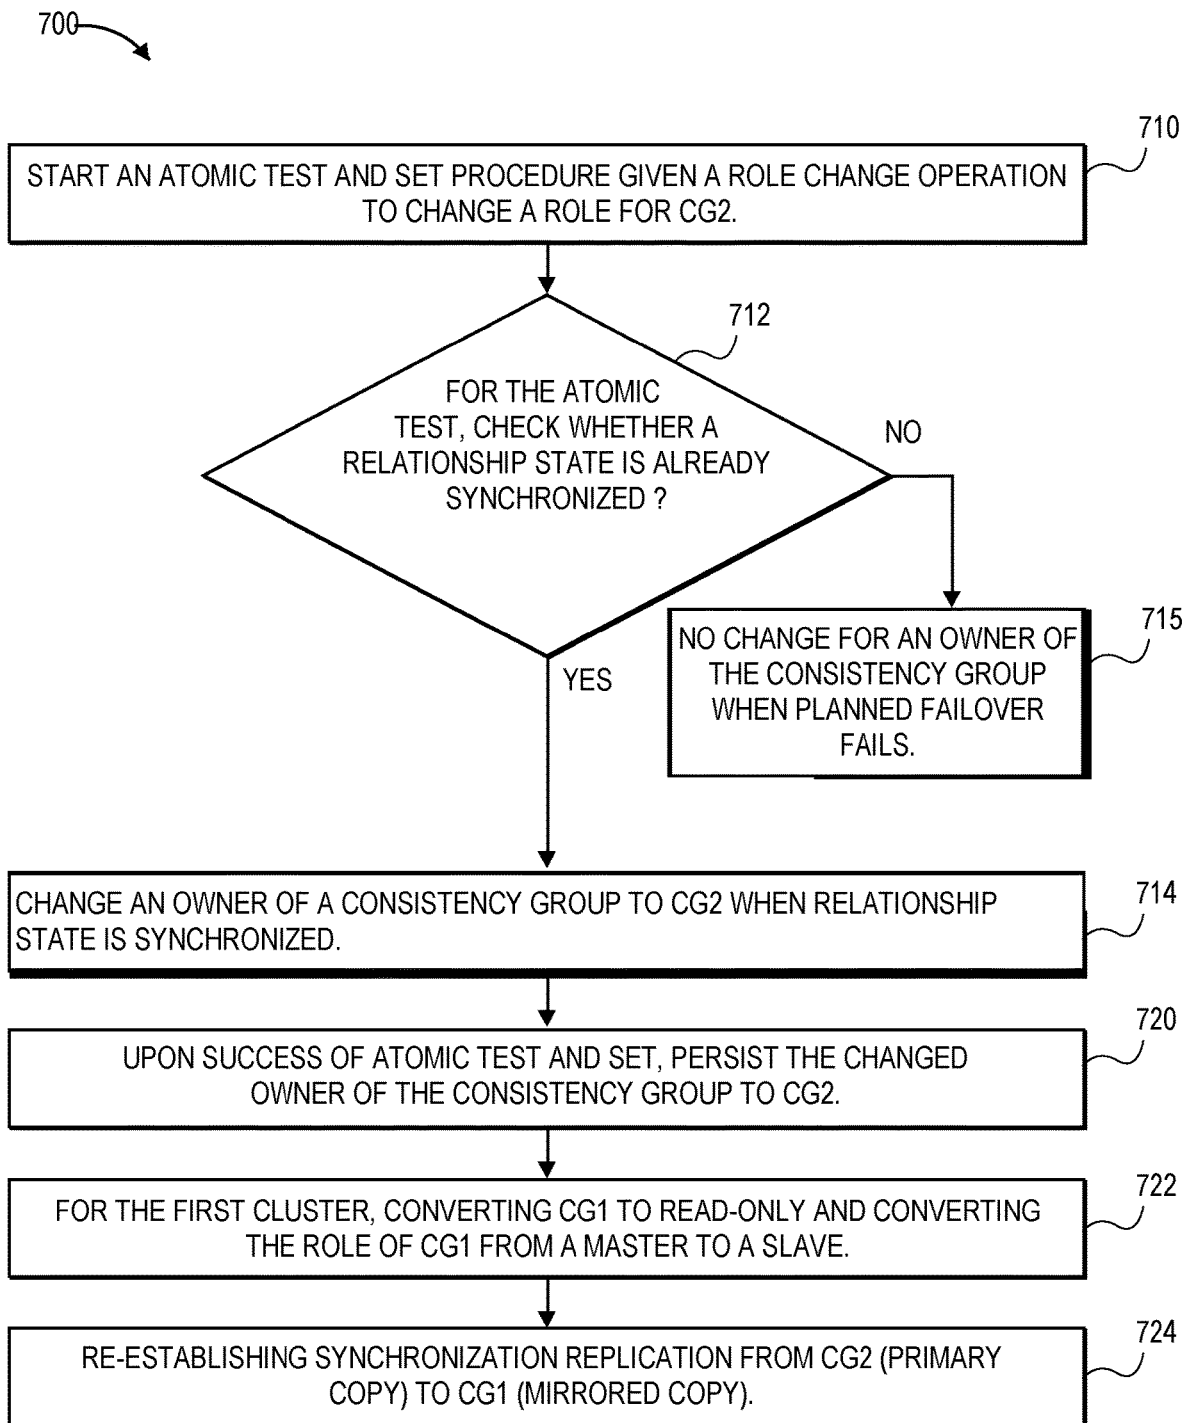 700
710
START AN ATOMIC TEST AND SET PROCEDURE GIVEN A ROLE CHANGE OPERATION
TO CHANGE A ROLE FOR CG2.
712
FOR THE ATOMIC
TEST, CHECK WHETHER A
RELATIONSHIP STATE IS ALREADY
SYNCHRONIZED ?
NO
715
NO CHANGE FOR AN OWNER OF
THE CONSISTENCY GROUP
WHEN PLANNED FAILOVER
FAILS.
YES
714
CHANGE AN OWNER OF A CONSISTENCY GROUP TO CG2 WHEN RELATIONSHIP
STATE IS SYNCHRONIZED.
720
UPON SUCCESS OF ATOMIC TEST AND SET, PERSIST THE CHANGED
OWNER OF THE CONSISTENCY GROUP TO CG2.
722
FOR THE FIRST CLUSTER, CONVERTING CG1 TO READ-ONLY AND CONVERTING
THE ROLE OF CG1 FROM A MASTER TO A SLAVE.
724
RE-ESTABLISHING SYNCHRONIZATION REPLICATION FROM CG2 (PRIMARY
COPY) TO CG1 (MIRRORED COPY).